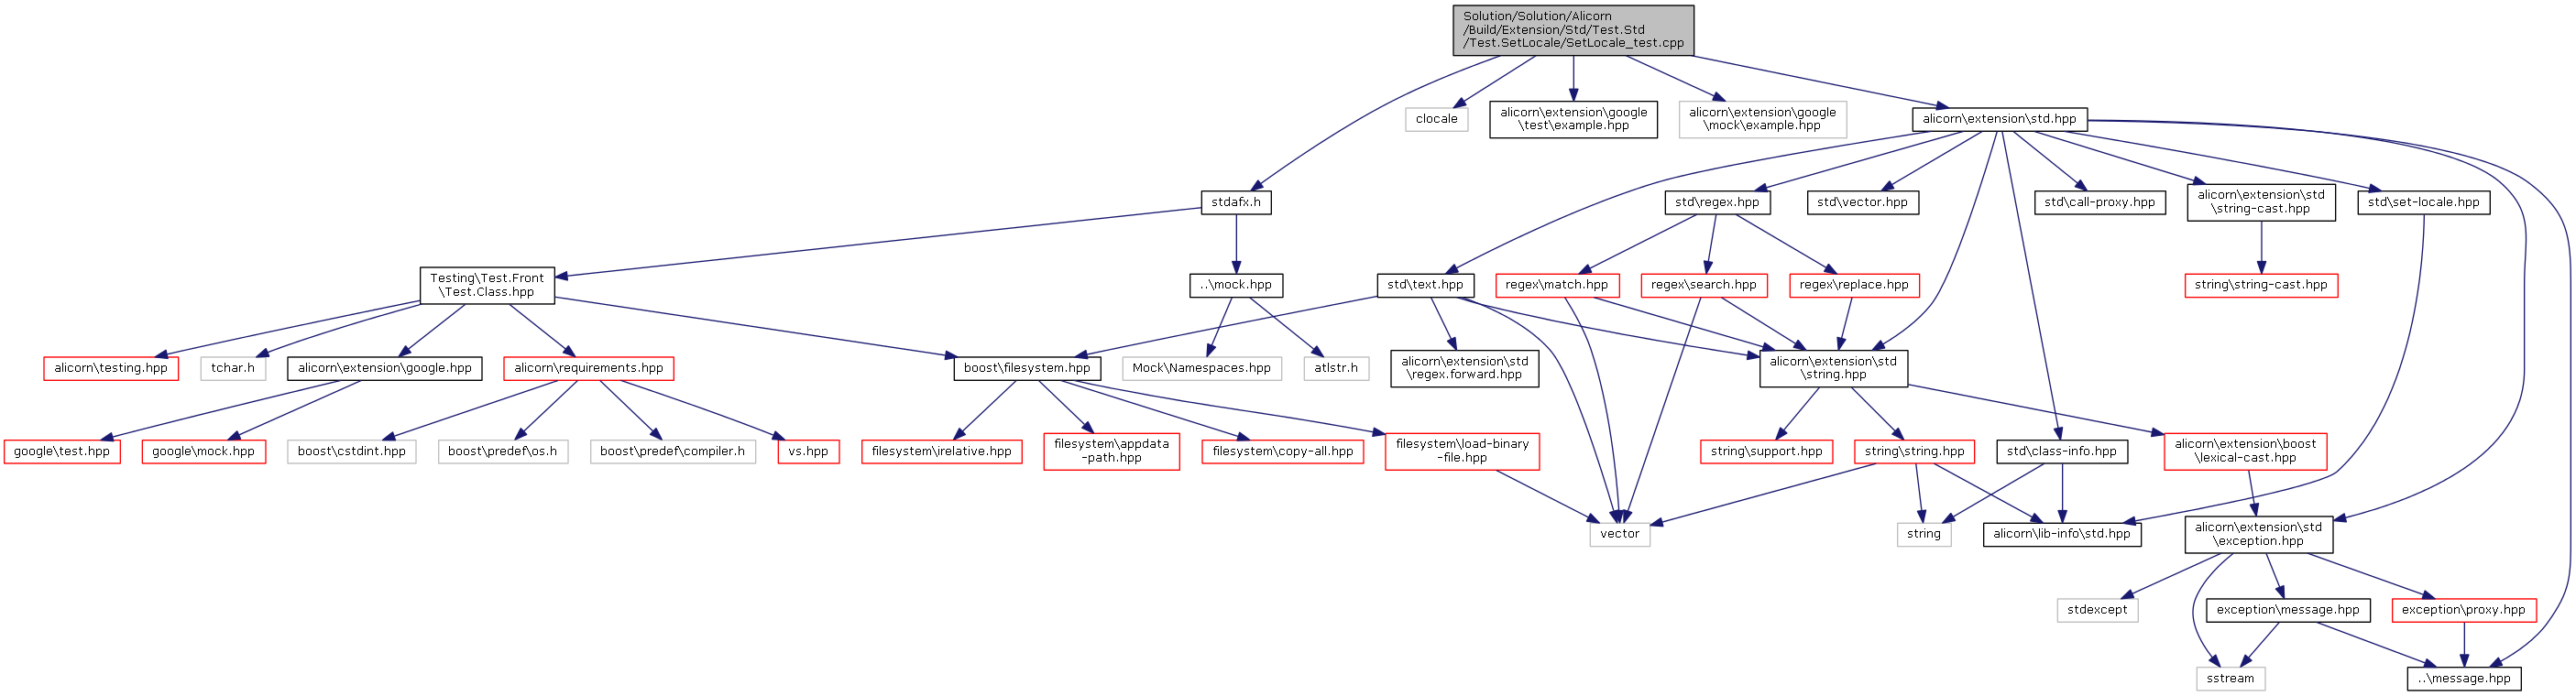 Solution/Solution/Alicorn
/Build/Extension/Std/Test.Std
/Test.SetLocale/SetLocale_test.cpp
clocale
alicorn\extension\google
\test\example.hpp
alicorn\extension\google
\mock\example.hpp
alicorn\extension\std.hpp
stdafx.h
std\regex.hpp
std\vector.hpp
std\call-proxy.hpp
alicorn\extension\std
\string-cast.hpp
std\set-locale.hpp
Testing\Test.Front
\Test.Class.hpp
..\mock.hpp
std\text.hpp
regex\match.hpp
regex\search.hpp
regex\replace.hpp
string\string-cast.hpp
alicorn\testing.hpp
tchar.h
alicorn\extension\google.hpp
alicorn\requirements.hpp
boost\filesystem.hpp
Mock\Namespaces.hpp
atlstr.h
alicorn\extension\std
\regex.forward.hpp
alicorn\extension\std
\string.hpp
google\test.hpp
google\mock.hpp
boost\cstdint.hpp
boost\predef\os.h
boost\predef\compiler.h
vs.hpp
filesystem\irelative.hpp
filesystem\appdata
-path.hpp
filesystem\copy-all.hpp
filesystem\load-binary
-file.hpp
string\support.hpp
string\string.hpp
std\class-info.hpp
alicorn\extension\boost
\lexical-cast.hpp
vector
string
alicorn\lib-info\std.hpp
alicorn\extension\std
\exception.hpp
stdexcept
exception\message.hpp
exception\proxy.hpp
sstream
..\message.hpp